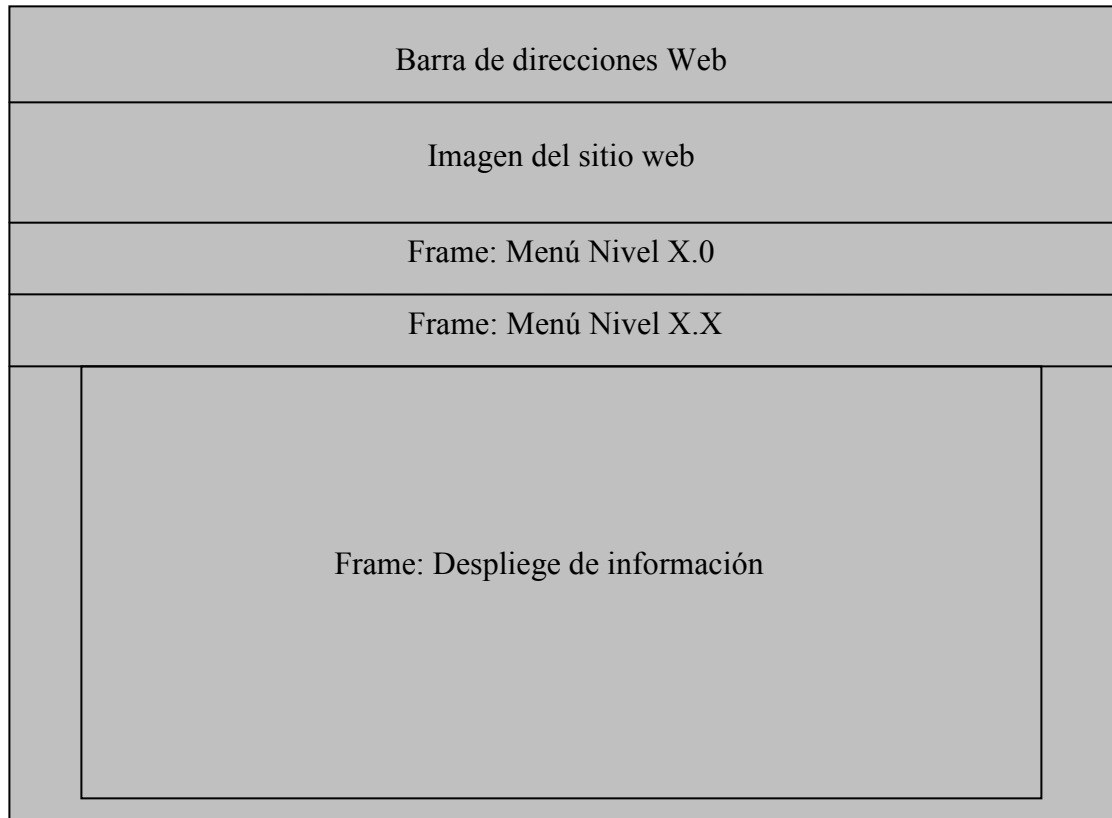 Barra de direcciones Web
Imagen del sitio web
Frame: Menú Nivel X.0
Frame: Menú Nivel X.X
Frame: Despliege de información